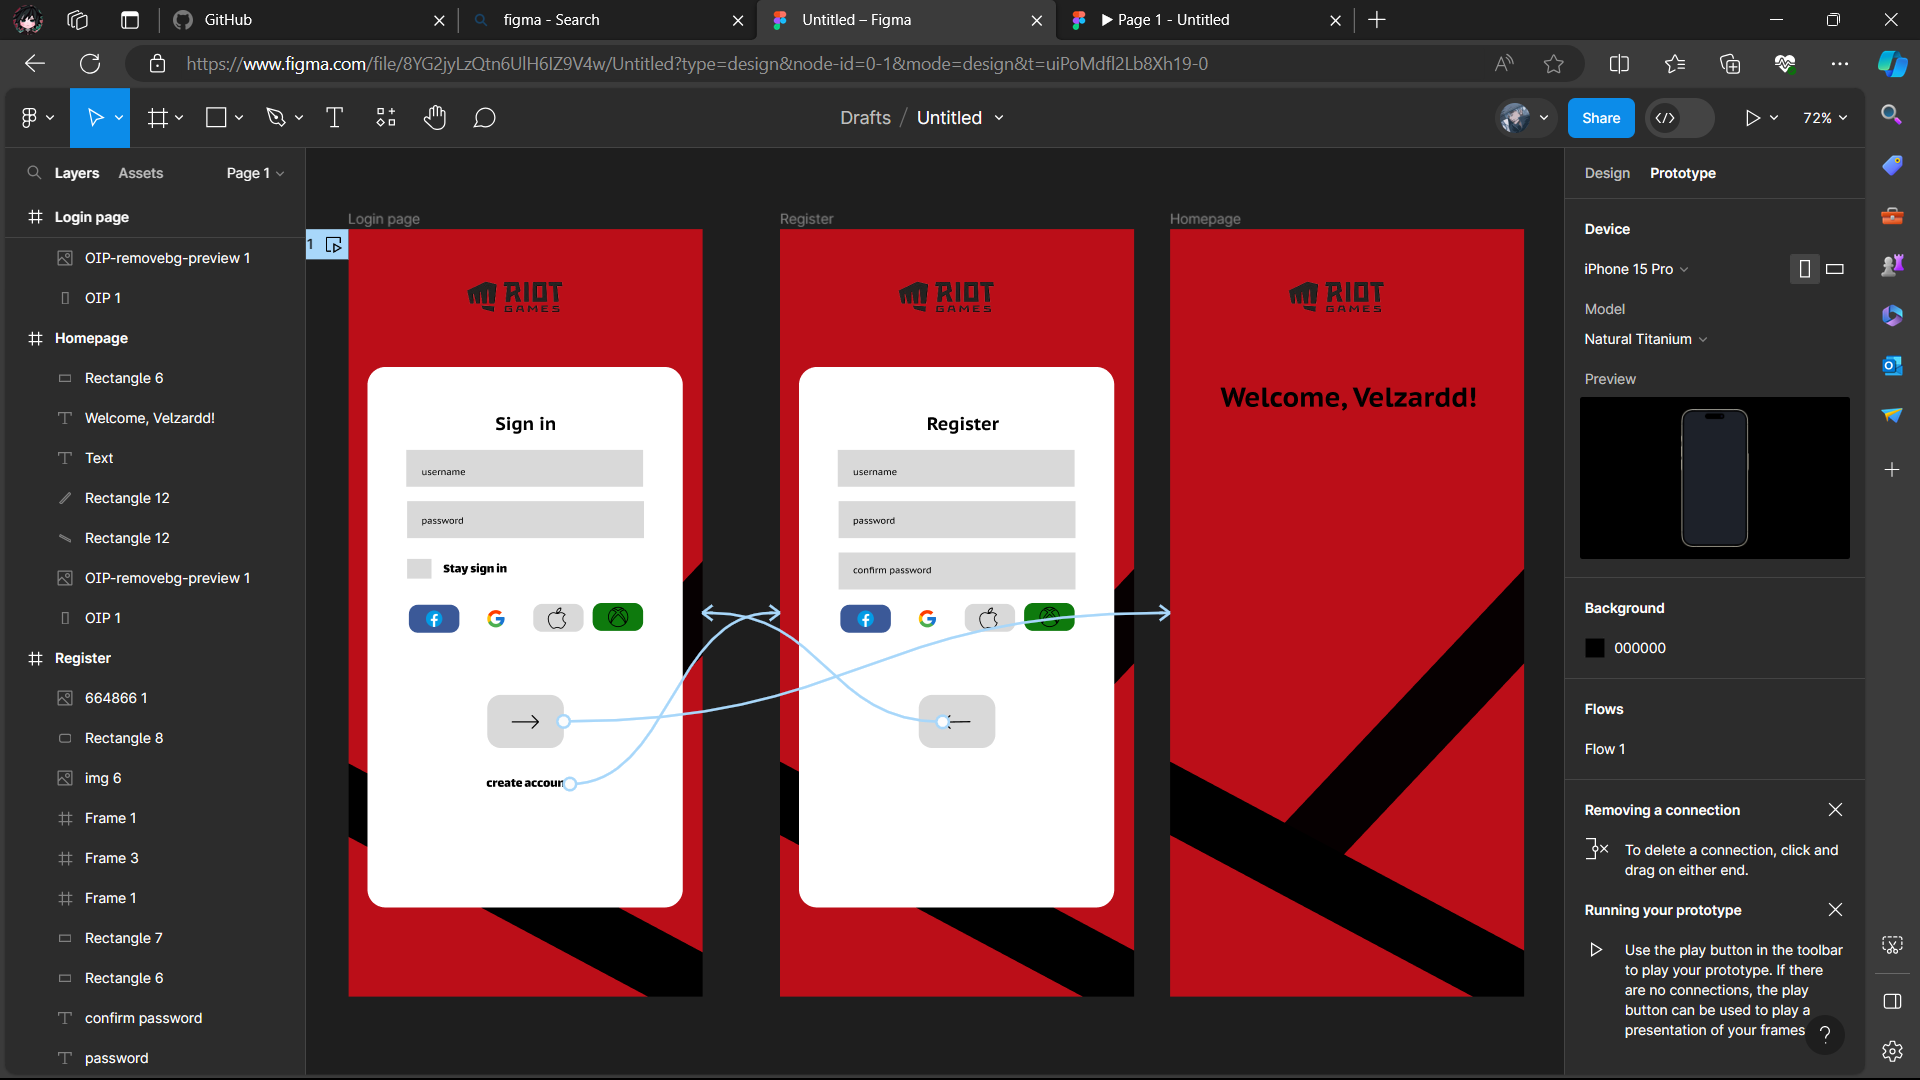 GitHub
figma - Search
Untitled – Figma
▶ Page 1 - Untitled
https://www.figma.com/file/8YG2jyLzQtn6UlH6IZ9V4w/Untitled?type=design&node-id=0-1&mode=design&t=uiPoMdfl2Lb8Xh19-0
Drafts / Untitled
Share
72%
Layers
Assets
Page 1
Login page
OIP-removebg-preview 1
OIP 1
Homepage
Rectangle 6
Welcome, Velzardd!
Text
Rectangle 12
Rectangle 12
OIP-removebg-preview 1
OIP 1
Register
664866 1
Rectangle 8
img 6
Frame 1
Frame 3
Frame 1
Rectangle 7
Rectangle 6
confirm password
password
Login page
1
RIOT
GAMES
Sign in
username
password
Stay sign in
create accoun
Register
RIOT
GAMES
Register
username
password
confirm password
Homepage
RIOT
GAMES
Welcome, Velzardd!
Design
Prototype
Device
iPhone 15 Pro
Model
Natural Titanium
Preview
Background
000000
Flows
Flow 1
Removing a connection
To delete a connection, click and
drag on either end.
Running your prototype
Use the play button in the toolbar
to play your prototype. If there
are no connections, the play
button can be used to play a
presentation of your frames
?